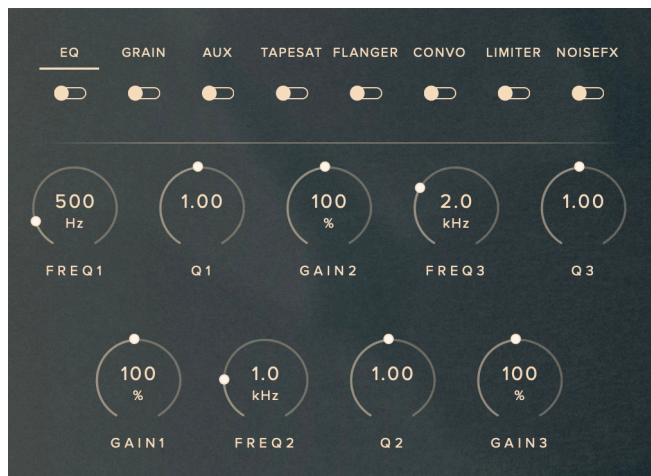 EQ GRAIN AUX TAPESAT FLANGER CONVO LIMITER NOISEFX
500 1.00 100 2.0 1.00
Hz % kHz
FREQ1 Q1 GAIN2 FREQ3 Q3
100 1.0 1.00 100
% kHz %
GAIN1 FREQ2 Q2 GAIN3